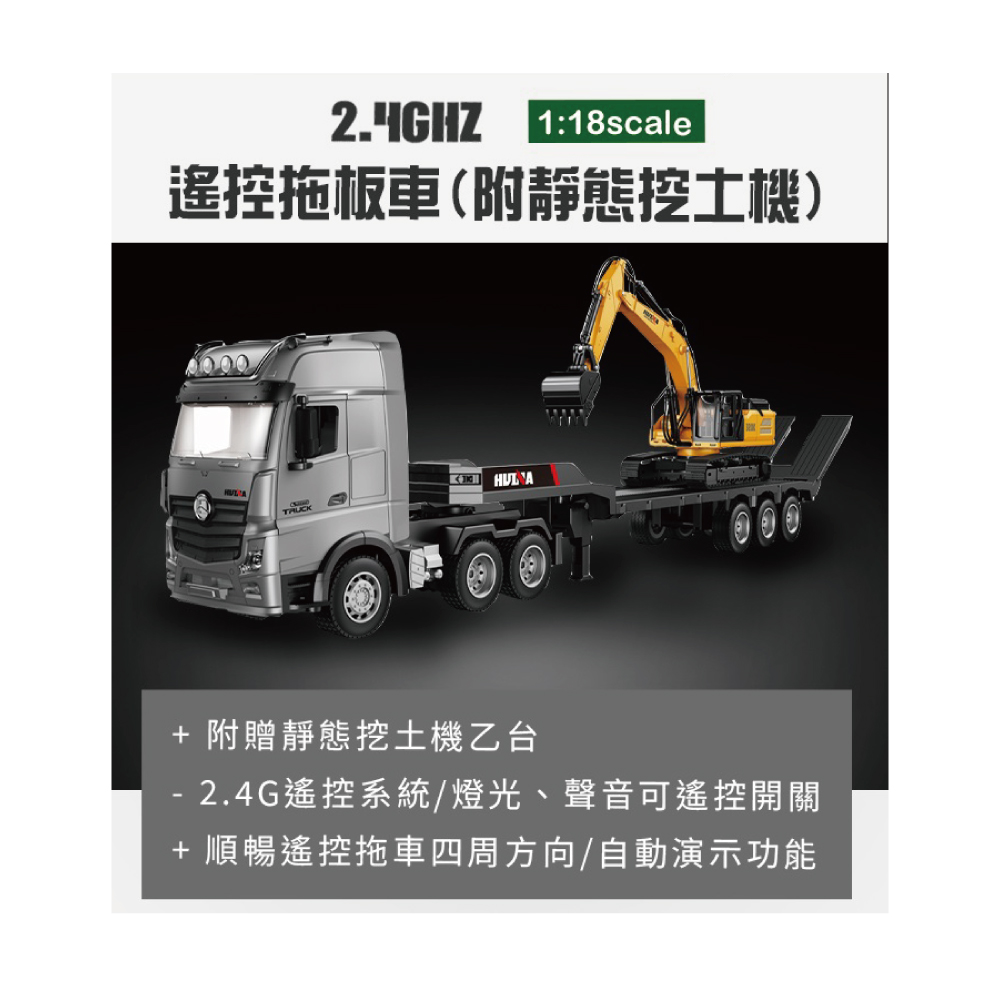 2.4GHZ 1:18scale
遙控拖板車(附靜態挖土機)
HUINA
HUINA
HUINA
TRUCK
+ 附贈靜態挖土機乙台
- 2.4G遙控系統/燈光、聲音可遙控開關
+ 順暢遙控拖車四周方向/自動演示功能